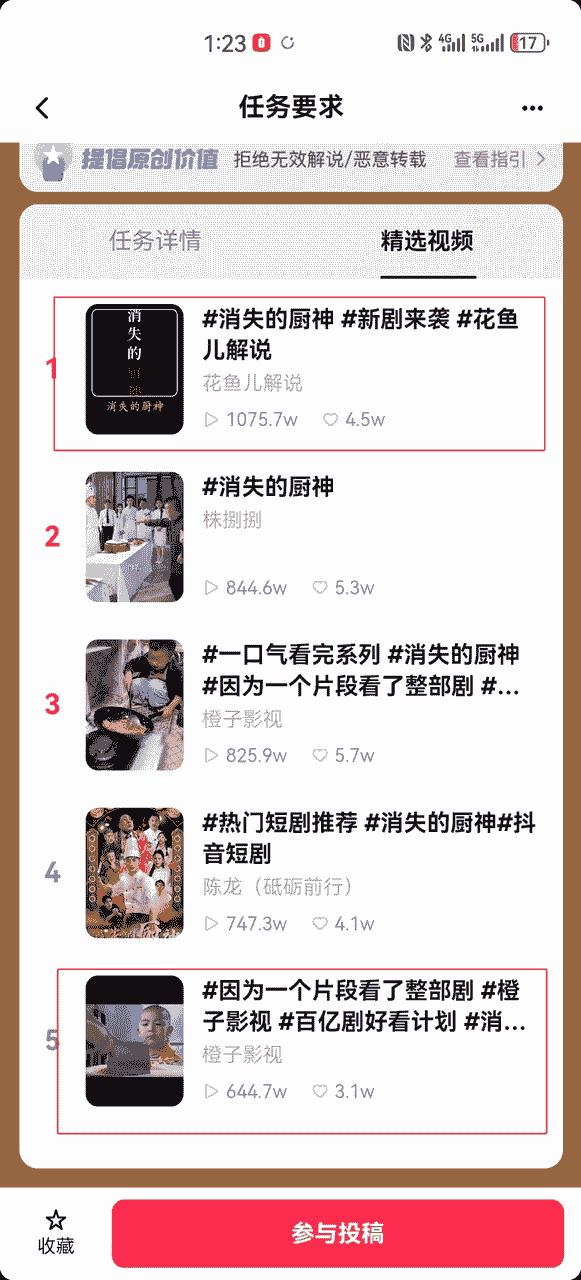 1:23
4G 5G 17
任务要求
提倡原创价值 拒绝无效解说/恶意转载 查看指引
任务详情 精选视频
1
消失的
消失的厨神
#消失的厨神 #新剧来袭 #花鱼
儿解说
花鱼儿解说
1075.7w 4.5w
2
#消失的厨神
株捌捌
844.6w 5.3w
3
#一口气看完系列 #消失的厨神
#因为一个片段看了整部剧 #...
橙子影视
825.9w 5.7w
4
#热门短剧推荐 #消失的厨神#抖
音短剧
陈龙（砥砺前行）
747.3w 4.1w
5
#因为一个片段看了整部剧 #橙
子影视 #百亿剧好看计划 #消...
橙子影视
644.7w 3.1w
收藏
参与投稿